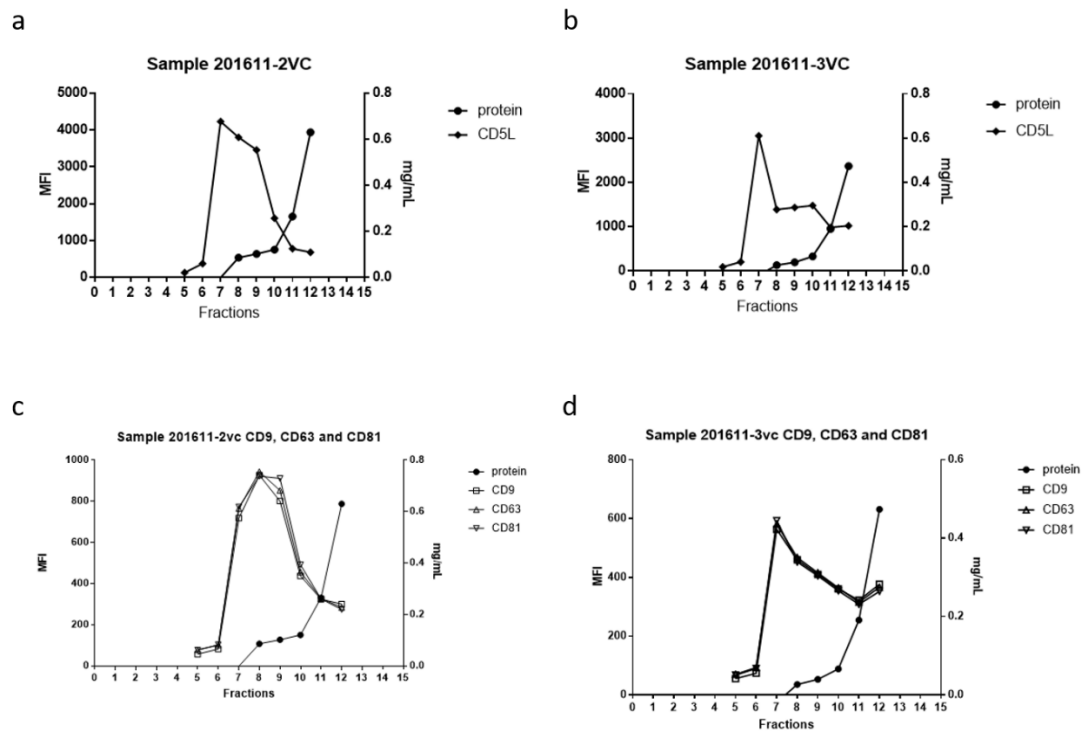 a
Sample 201611-2VC
5000
4000
3000
2000
1000
0
MFI
0.8
0.6
0.4
0.2
0.0
mg/mL
0 1 2 3 4 5 6 7 8 9 10 11 12 13 14 15
Fractions
protein
CD5L
b
Sample 201611-3VC
4000
3000
2000
1000
0
MFI
0.8
0.6
0.4
0.2
0.0
mg/mL
0 1 2 3 4 5 6 7 8 9 10 11 12 13 14 15
Fractions
protein
CD5L
c
Sample 201611-2vc CD9, CD63 and CD81
1000
800
600
400
200
0
MFI
0.8
0.6
0.4
0.2
0.0
mg/mL
0 1 2 3 4 5 6 7 8 9 10 11 12 13 14 15
Fractions
protein
CD9
CD63
CD81
d
Sample 201611-3vc CD9, CD63 and CD81
800
600
400
200
0
MFI
0.6
0.4
0.2
0.0
mg/mL
0 1 2 3 4 5 6 7 8 9 10 11 12 13 14 15
Fractions
protein
CD9
CD63
CD81